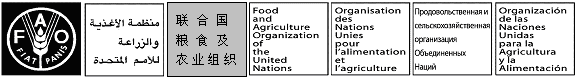 F A O
FIAT PANIS
منظمة الأغذية
والزراعة
للأمم المتحدة
联合国
粮食及
农业组织
Food
and
Agriculture
Organization
of
the
United
Nations
Organisation
des
Nations
Unies
pour
l'alimentation
et
l'agriculture
Продовольственная и
сельскохозяйственная
организация
Объединенных
Наций
Organización
de las
Naciones
Unidas
para la
Agricultura
y la
Alimentación